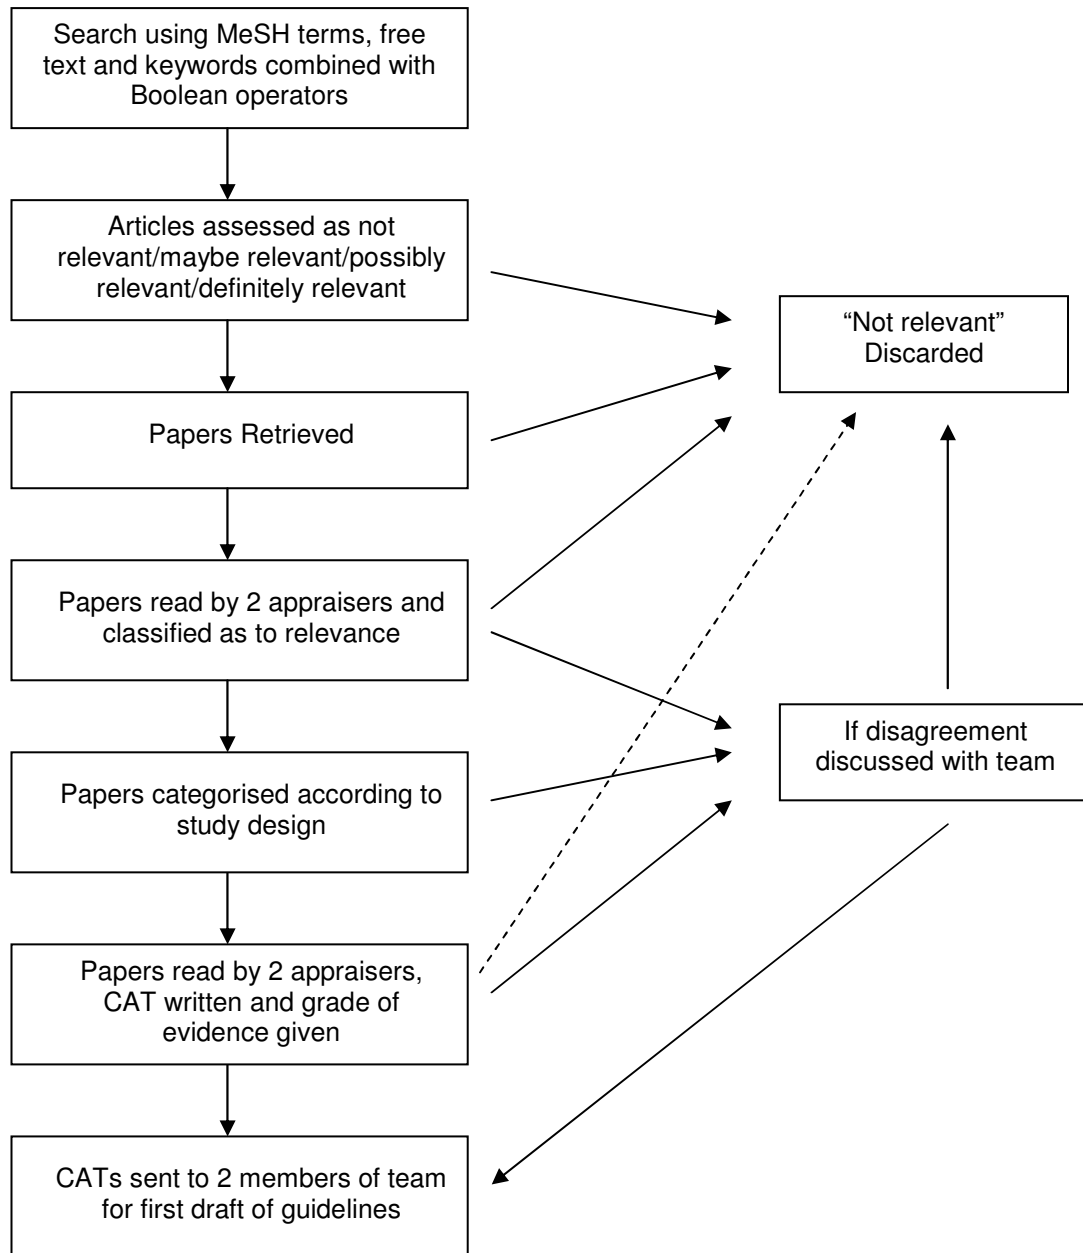 Search using MeSH terms, free
text and keywords combined with
Boolean operators
Articles assessed as not
relevant/maybe relevant/possibly
relevant/definitely relevant
“Not relevant”
Discarded
Papers Retrieved
Papers read by 2 appraisers and
classified as to relevance
If disagreement
discussed with team
Papers categorised according to
study design
Papers read by 2 appraisers,
CAT written and grade of
evidence given
CATs sent to 2 members of team
for first draft of guidelines